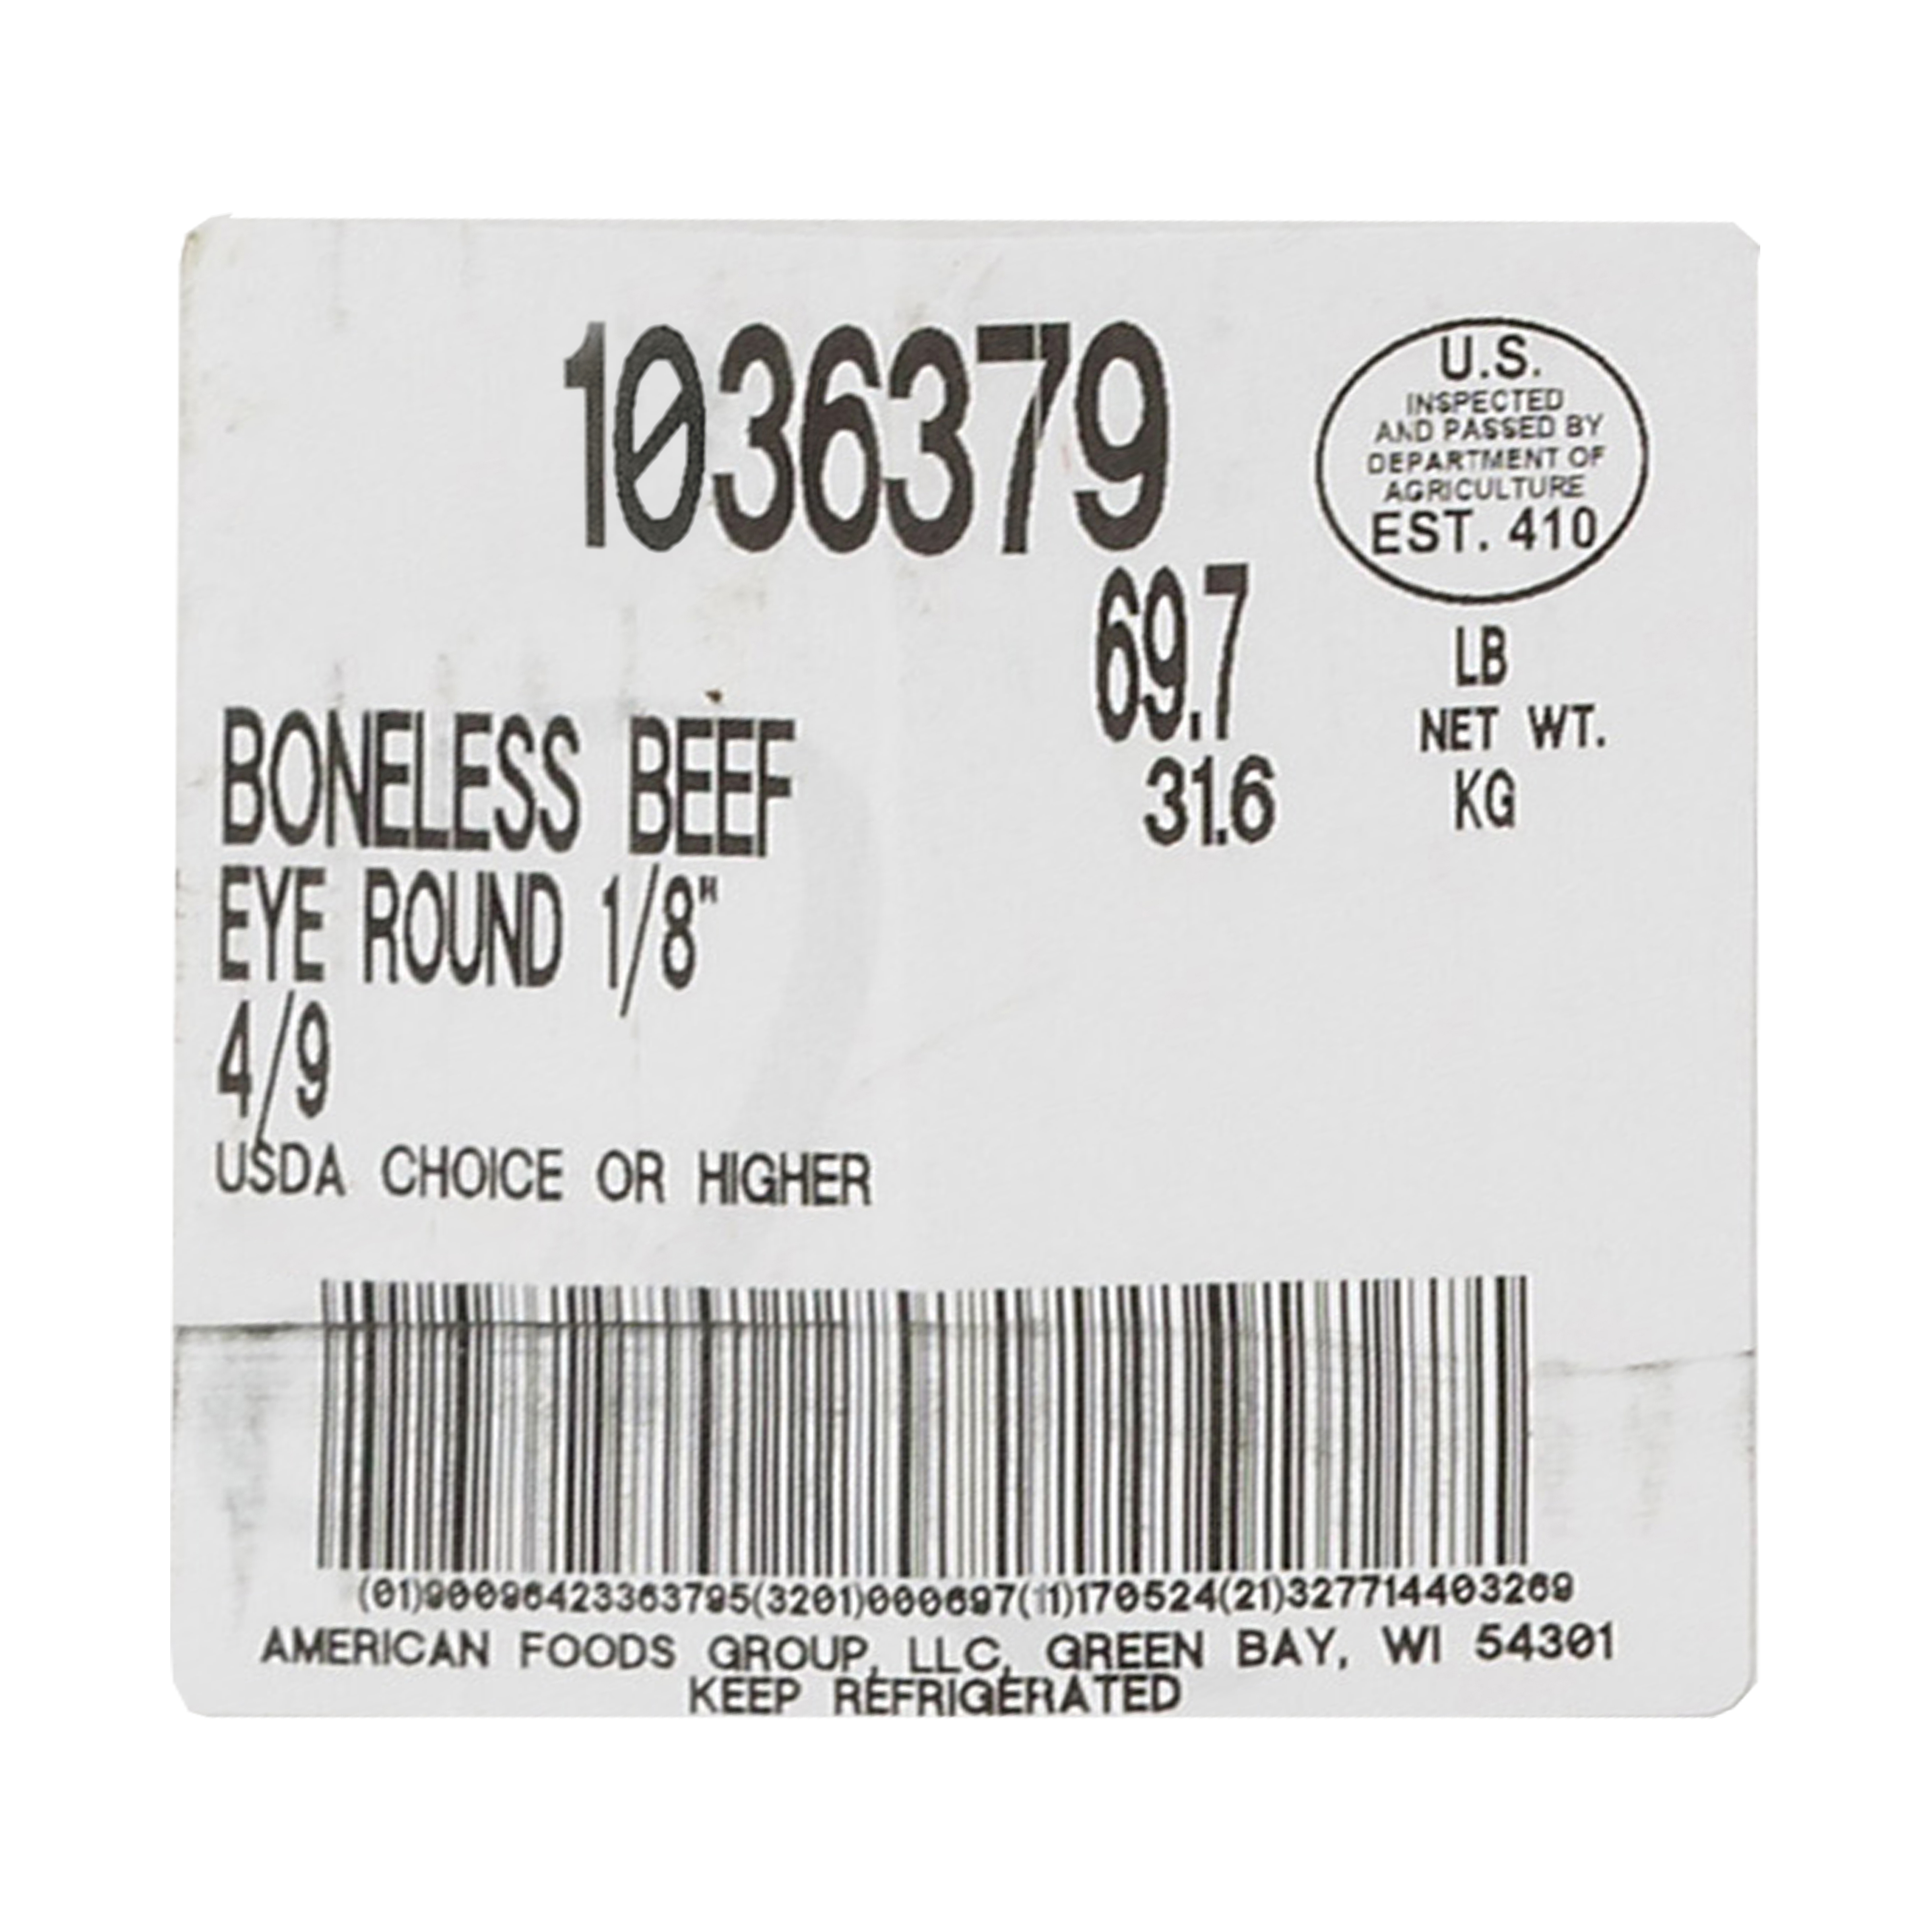 1036379
U.S.
INSPECTED
AND PASSED BY
DEPARTMENT OF
AGRICULTURE
EST. 410
69.7 LB
NET WT.
31.6 KG
BONELESS BEEF
EYE ROUND 1/8"
4/9
USDA CHOICE OR HIGHER
(01)90096423363795(3201)000697(11)170524(21)327714403269
AMERICAN FOODS GROUP, LLC, GREEN BAY, WI 54301
KEEP REFRIGERATED